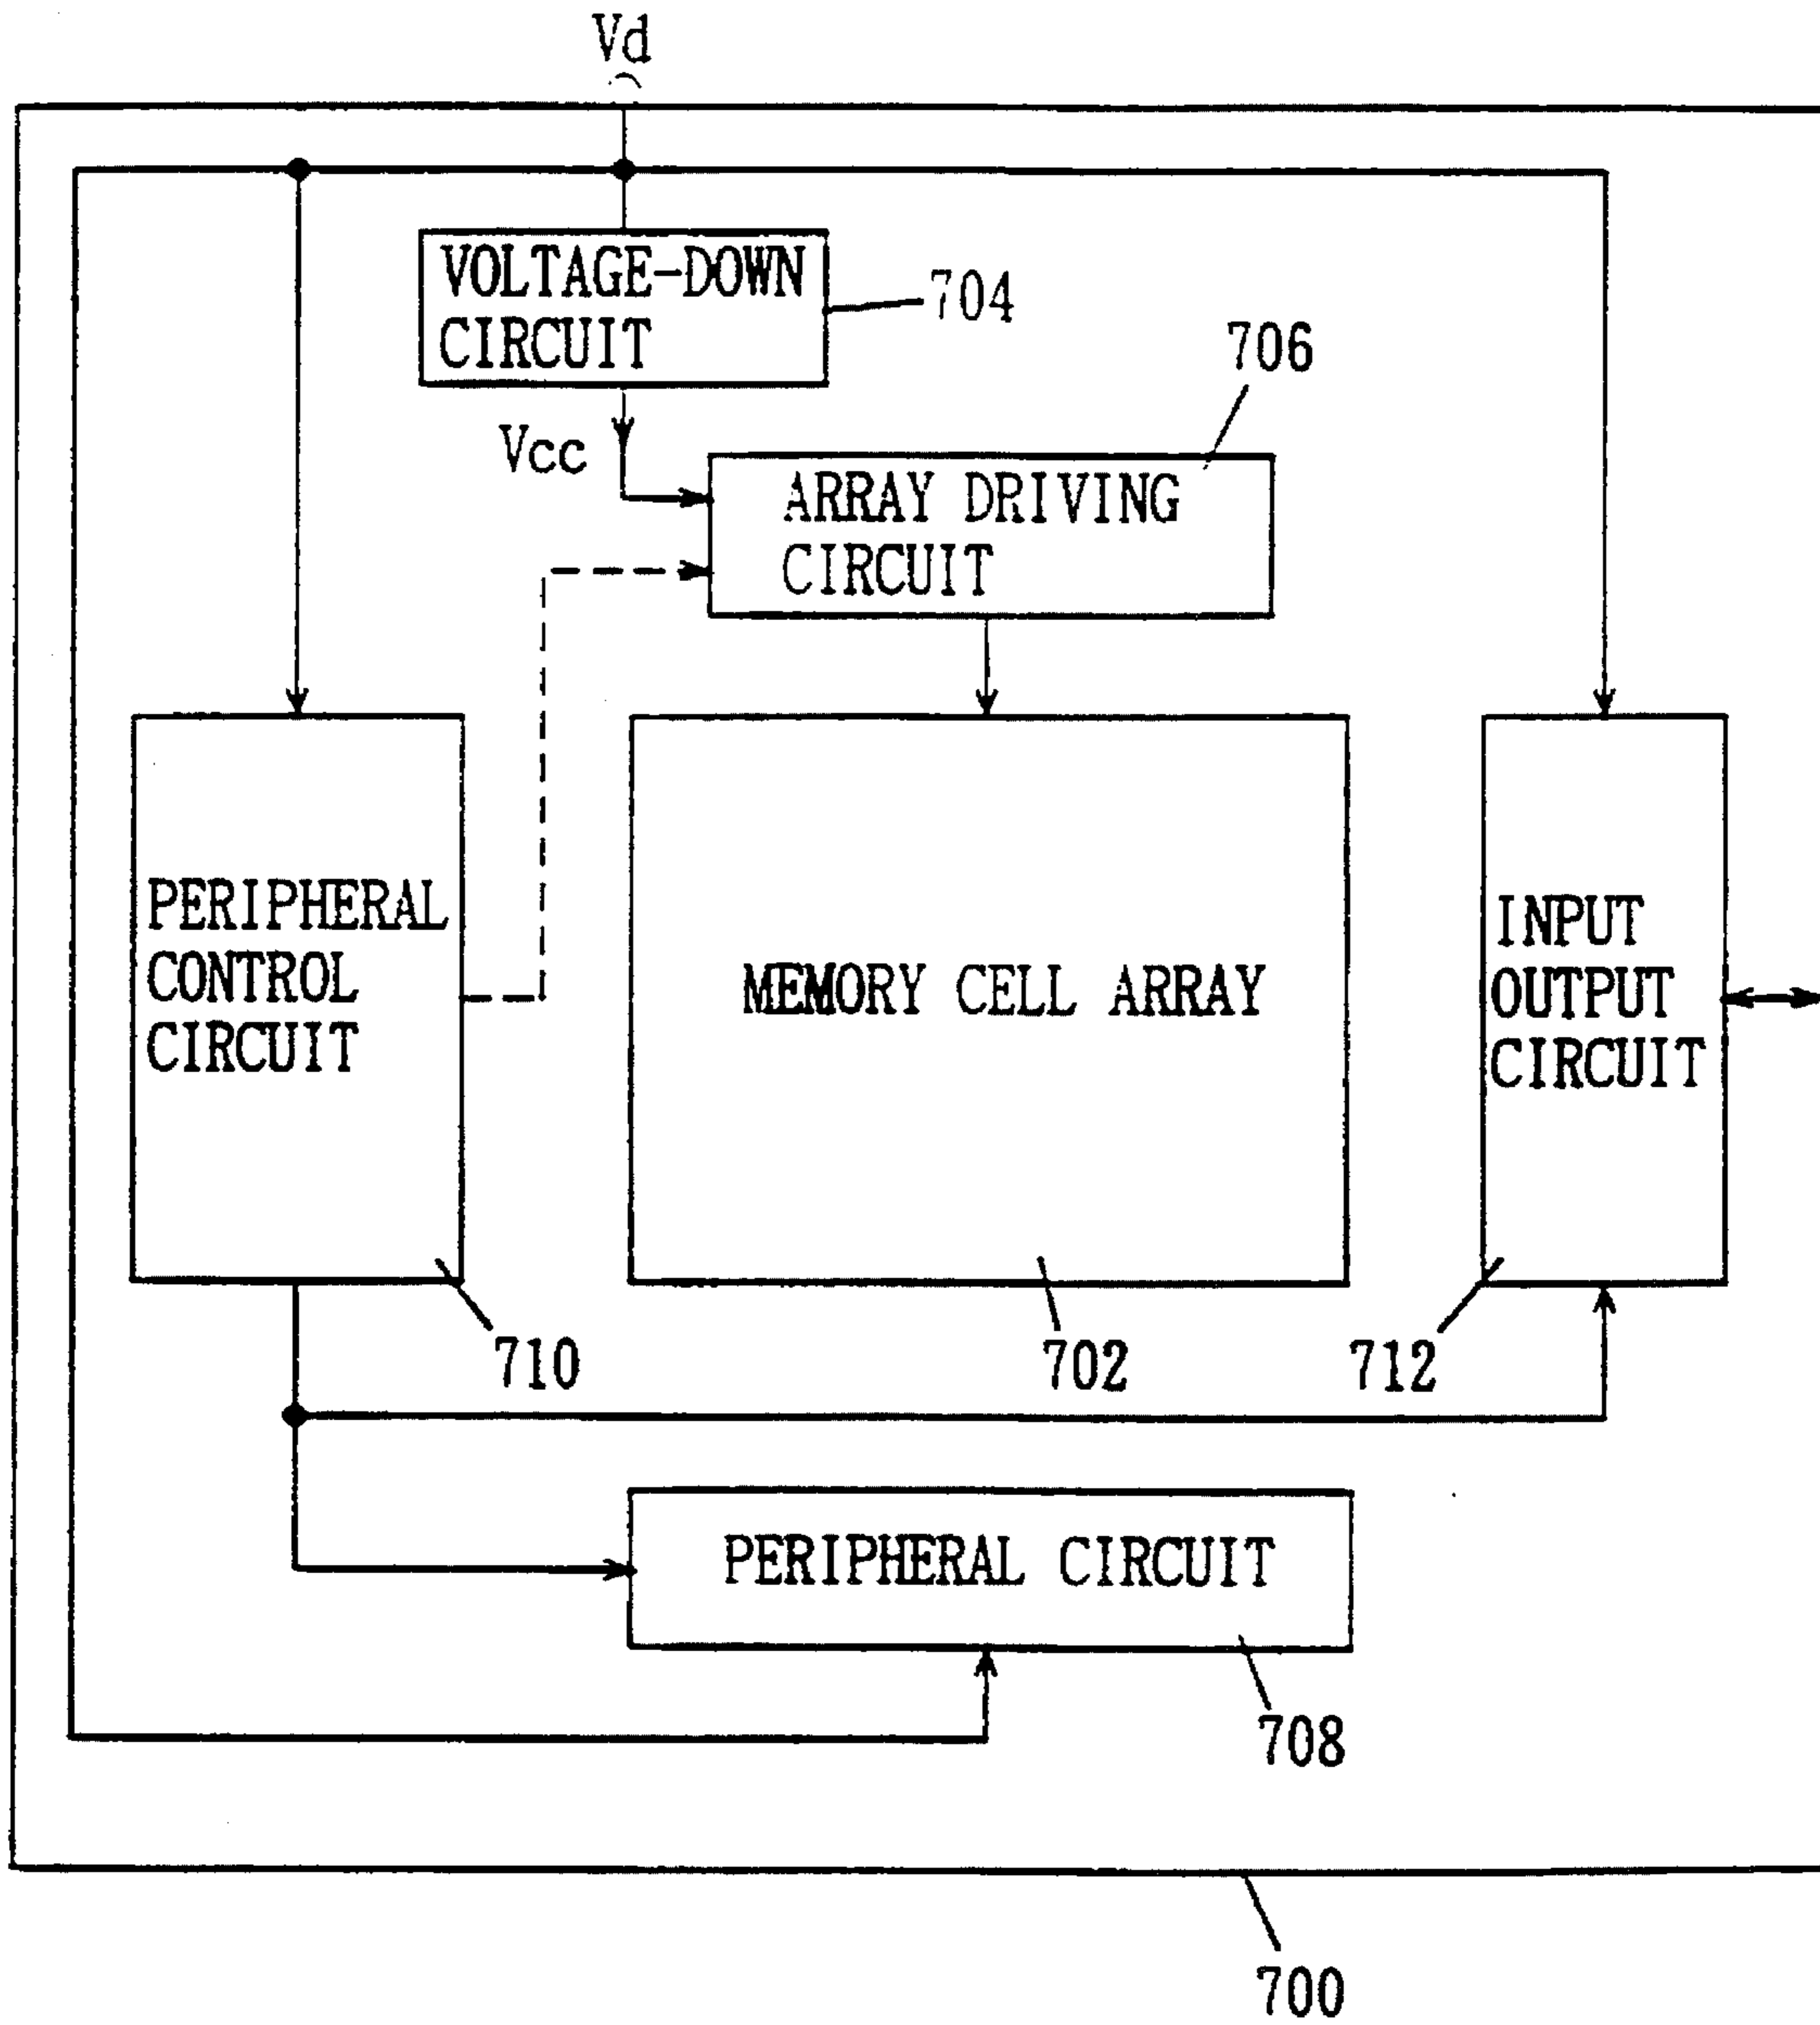 Vd
VOLTAGE-DOWN
CIRCUIT
704
706
Vcc
ARRAY DRIVING
CIRCUIT
PERIPHERAL
CONTROL
CIRCUIT
MEMORY CELL ARRAY
INPUT
OUTPUT
CIRCUIT
710
702
712
PERIPHERAL CIRCUIT
708
700